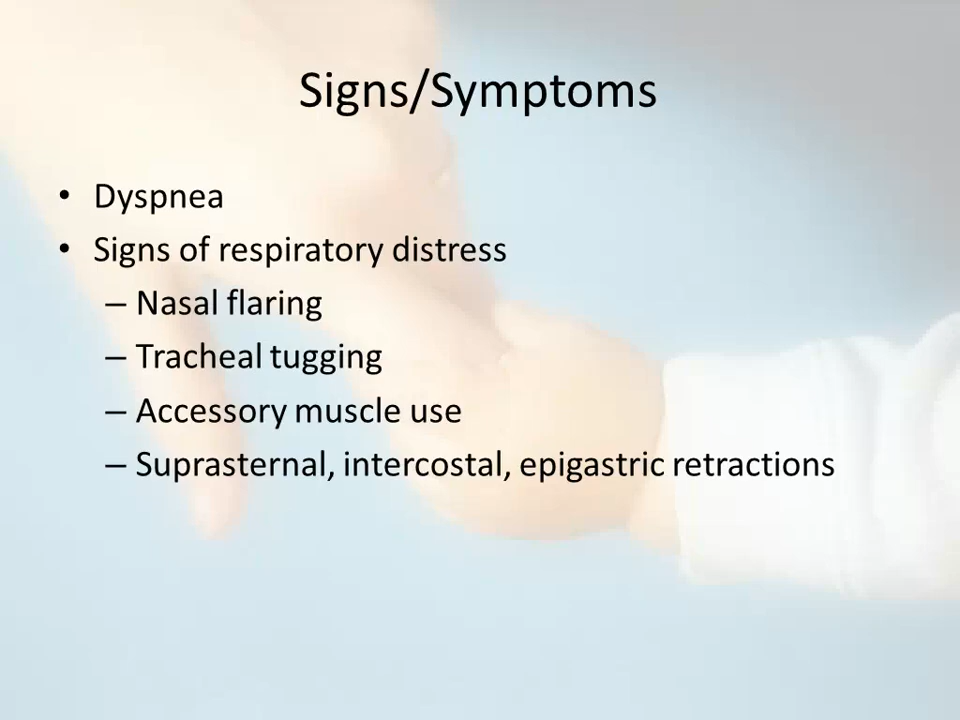 Signs/Symptoms
• Dyspnea
• Signs of respiratory distress
– Nasal flaring
– Tracheal tugging
– Accessory muscle use
– Suprasternal, intercostal, epigastric retractions